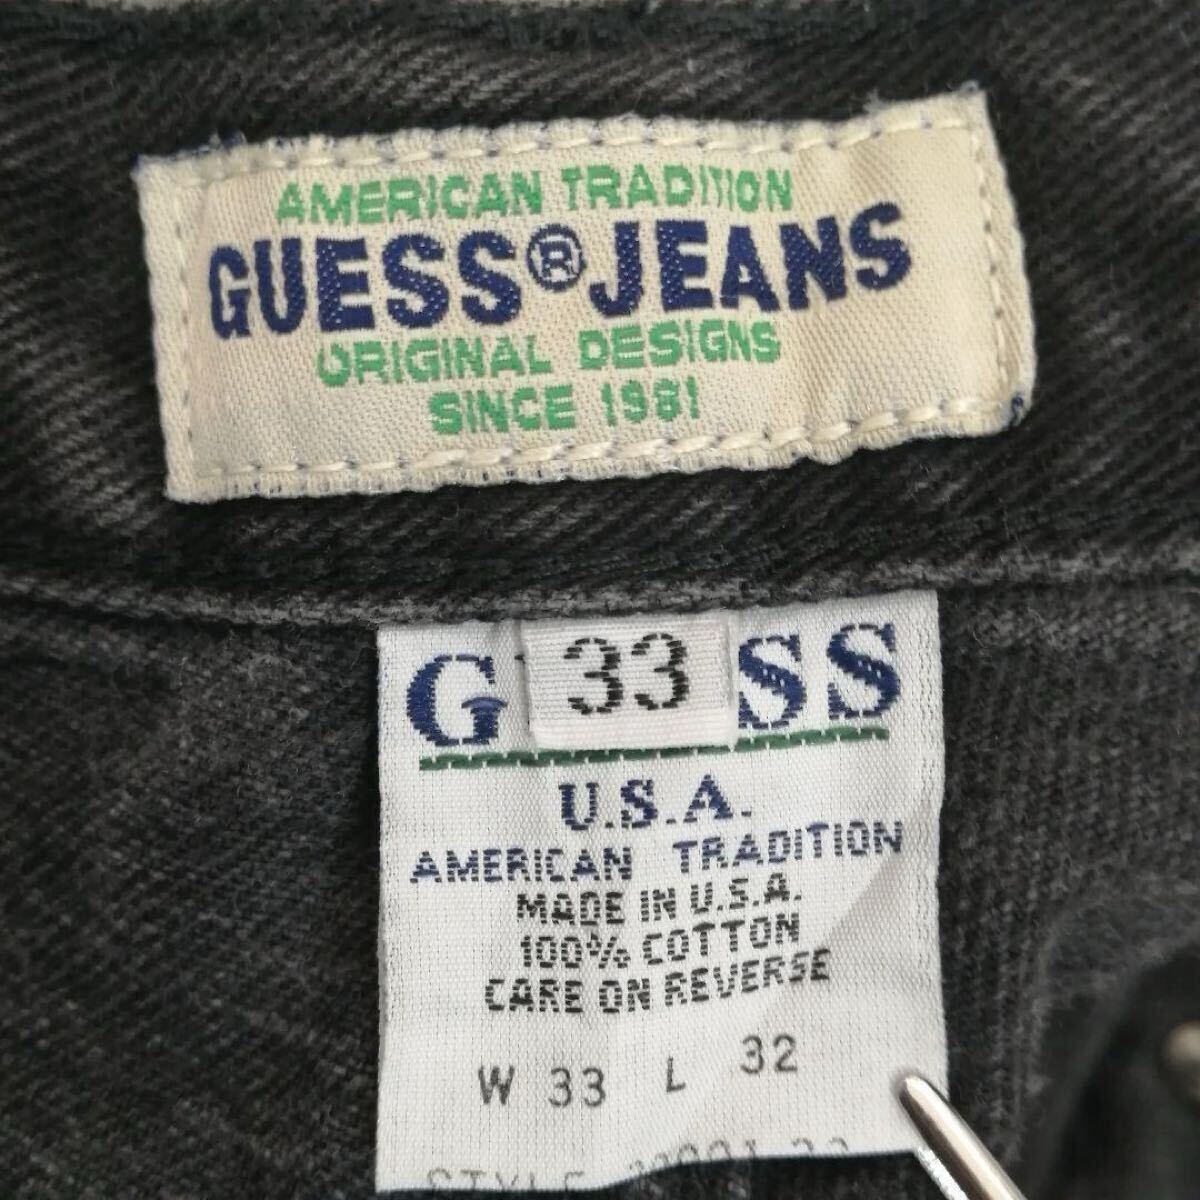 AMERICAN TRADITION
GUESS® JEANS
ORIGINAL DESIGNS
SINCE 1981
33
U.S.A.
AMERICAN TRADITION
MADE IN U.S.A.
100% COTTON
CARE ON REVERSE
W 33 L 32
STYLE